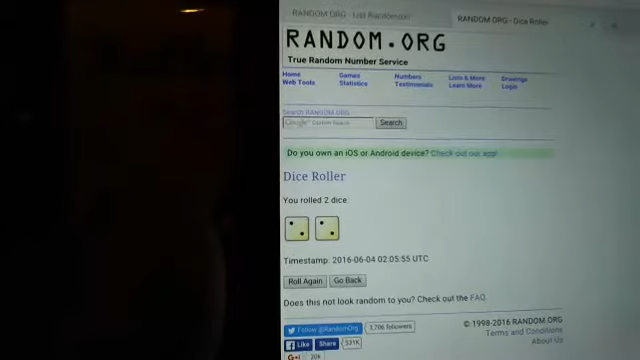 RANDOM.ORG - List Randomizer
RANDOM.ORG - Dice Roller
RANDOM.ORG
True Random Number Service
Home Games Numbers Lists & More Drawings
Web Tools Statistics Testimonials Learn More Login
Search RANDOM.ORG
Google Custom Search Search
Do you own an iOS or Android device? Check out our app!
Dice Roller
You rolled 2 dice:
Timestamp: 2016-06-04 02:05:55 UTC
Roll Again Go Back
Does this not look random to you? Check out the FAQ.
Follow @RandomOrg 3,706 followers
© 1998-2016 RANDOM.ORG
Like Share 531K
Terms and Conditions
About Us
G+1 20k